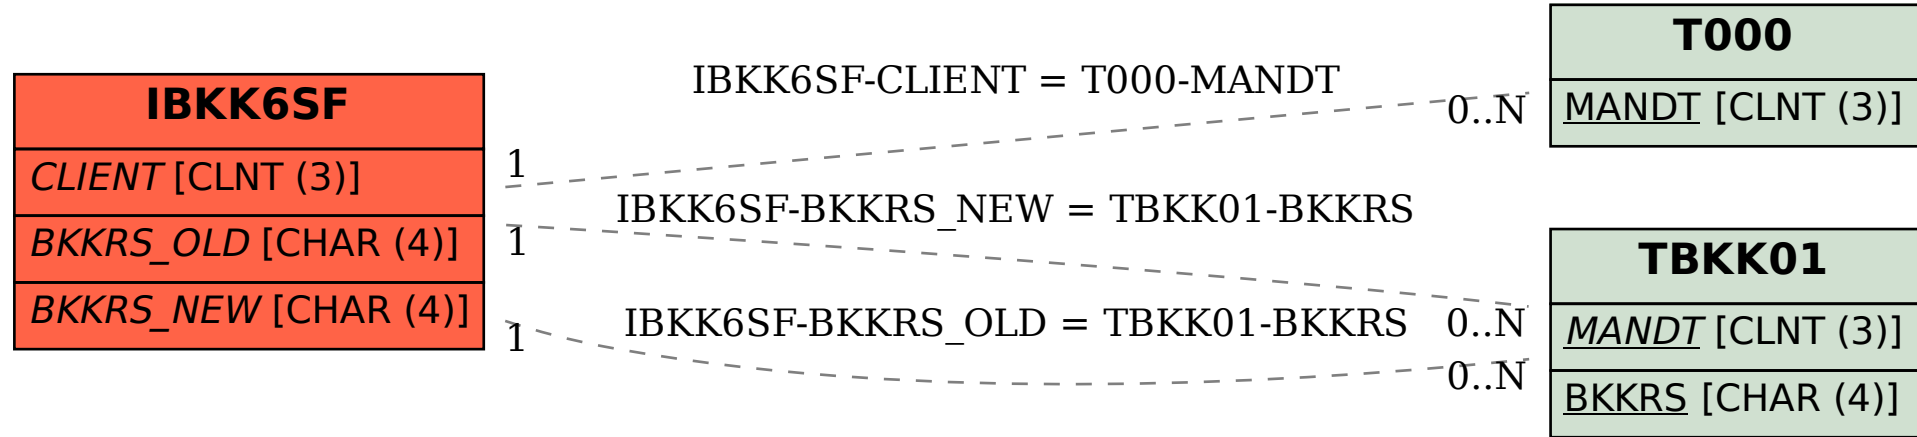 IBKK6SF
CLIENT [CLNT (3)]
BKKRS_OLD [CHAR (4)]
BKKRS_NEW [CHAR (4)]
IBKK6SF-CLIENT = T000-MANDT
1
0..N
IBKK6SF-BKKRS_NEW = TBKK01-BKKRS
1
0..N
IBKK6SF-BKKRS_OLD = TBKK01-BKKRS
1
0..N
T000
MANDT [CLNT (3)]
TBKK01
MANDT [CLNT (3)]
BKKRS [CHAR (4)]